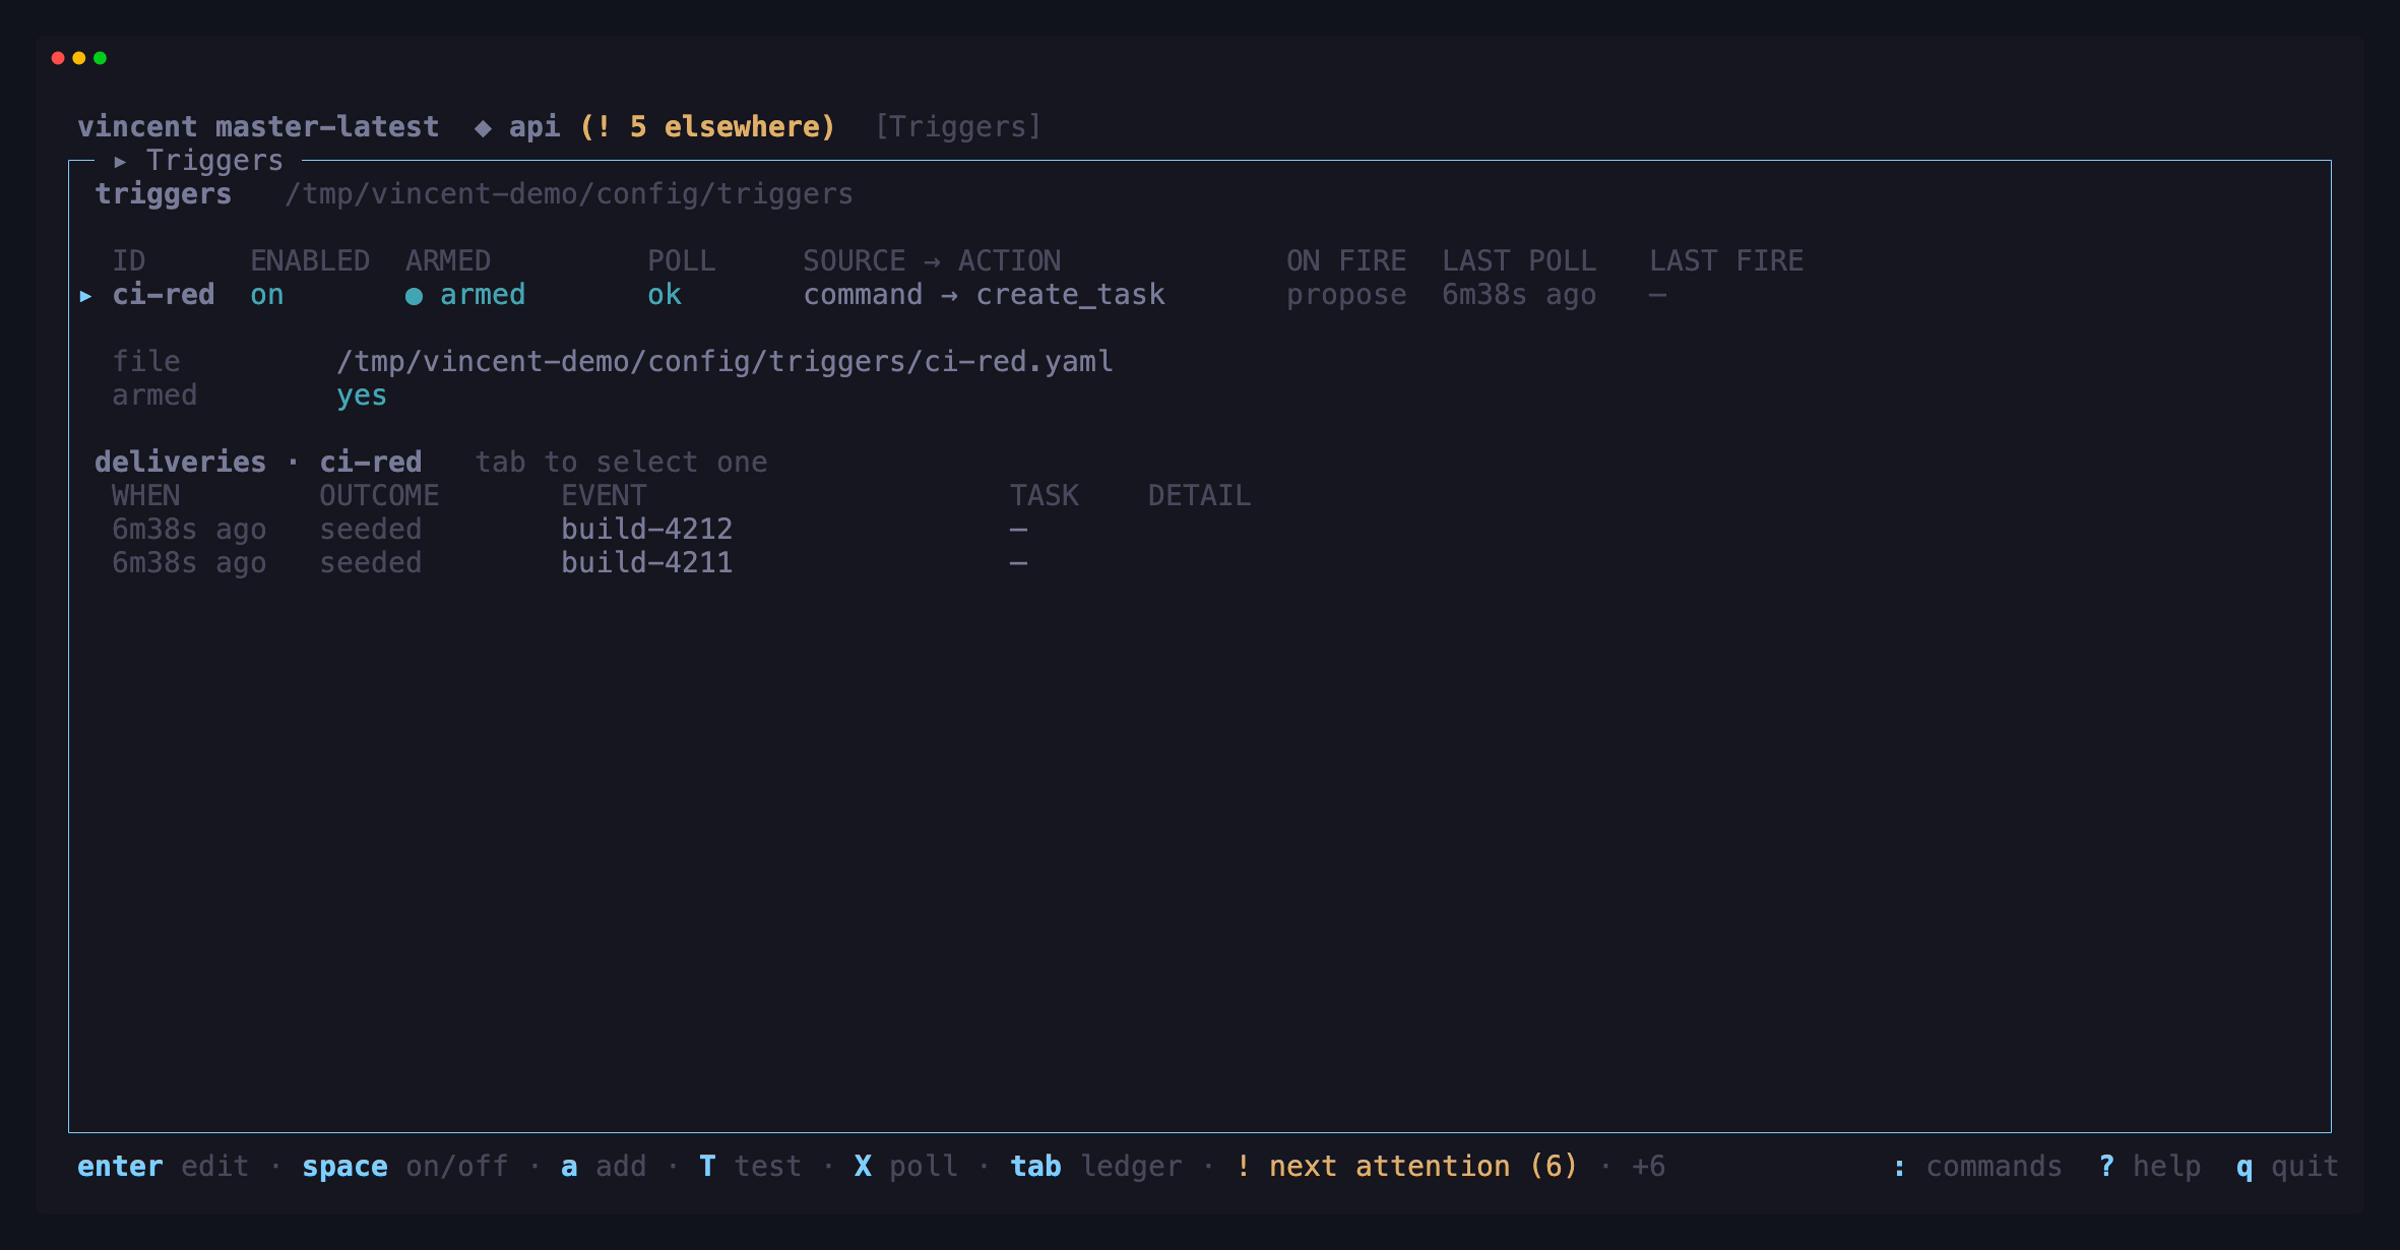 vincent master-latest ◆ api (! 5 elsewhere) [Triggers]
▸ Triggers
triggers /tmp/vincent-demo/config/triggers
ID ENABLED ARMED POLL SOURCE → ACTION ON FIRE LAST POLL LAST FIRE
▸ ci-red on ● armed ok command → create_task propose 6m38s ago —
file /tmp/vincent-demo/config/triggers/ci-red.yaml
armed yes
deliveries · ci-red tab to select one
WHEN OUTCOME EVENT TASK DETAIL
6m38s ago seeded build-4212 —
6m38s ago seeded build-4211 —
enter edit · space on/off · a add · T test · X poll · tab ledger · ! next attention (6) · +6 : commands ? help q quit